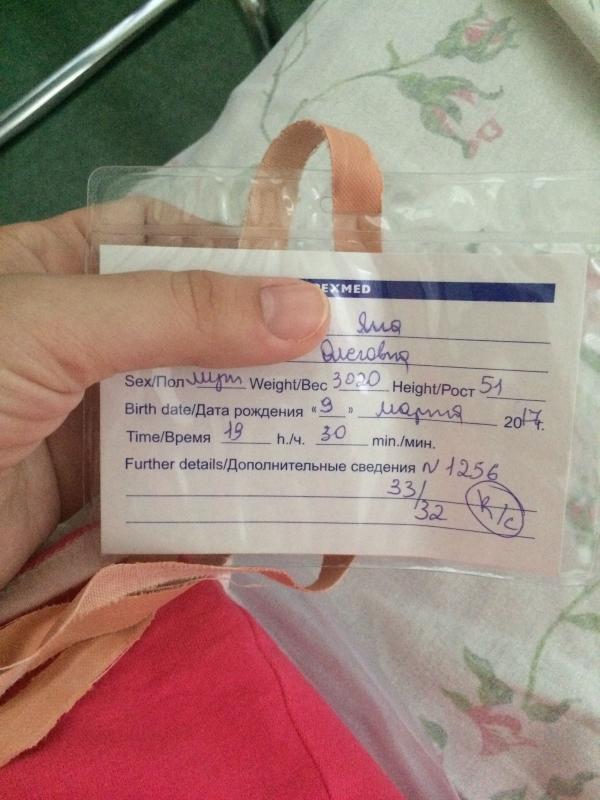 REXMED
Яна
Олеговна
Sex/Пол муж Weight/Вес 3020 Height/Рост 51
Birth date/Дата рождения «9» марта 2017г.
Time/Время 19 h./ч. 30 min./мин.
Further details/Дополнительные сведения N 1256
33/
32 К/с